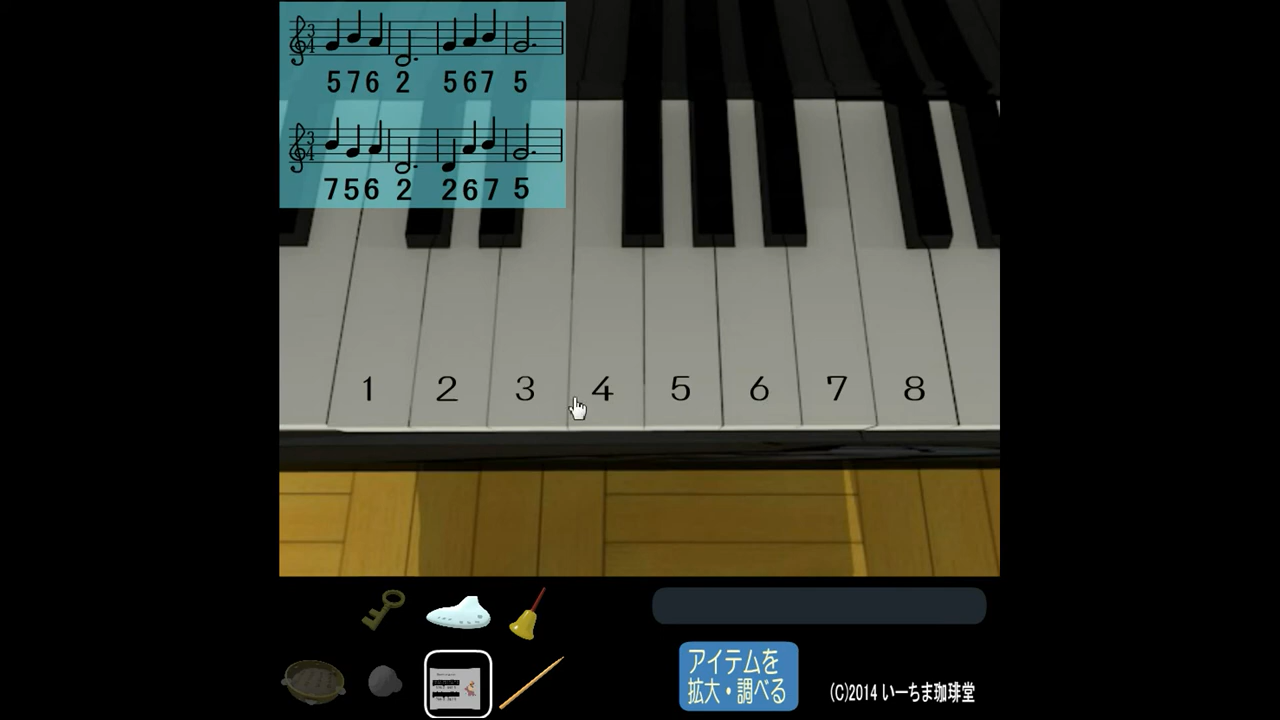 576 2 567 5
756 2 267 5
1 2 3 4 5 6 7 8
アイテムを
拡大・調べる
(C)2014 いーちま珈琲堂